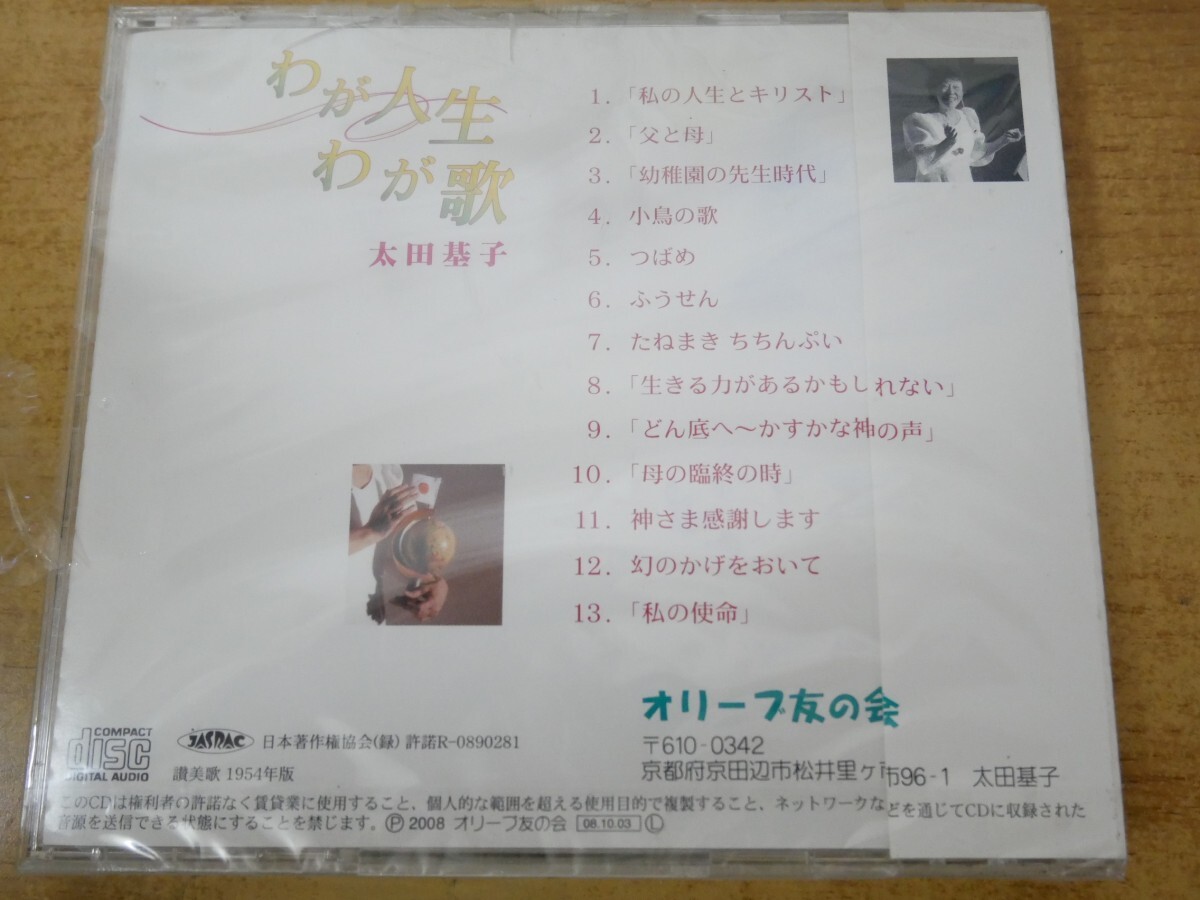 わが人生
わが歌
太田基子
1.「私の人生とキリスト」
2.「父と母」
3.「幼稚園の先生時代」
4. 小鳥の歌
5. つばめ
6. ふうせん
7. たねまき ちちんぷい
8.「生きる力があるかもしれない」
9.「どん底へ〜かすかな神の声」
10.「母の臨終の時」
11. 神さま感謝します
12. 幻のかげをおいて
13.「私の使命」
オリーブ友の会
〒610-0342
京都府京田辺市松井里ヶ市96-1 太田基子
COMPACT
disc
DIGITAL AUDIO
JASRAC
日本著作権協会(録) 許諾R-0890281
讃美歌 1954年版
このCDは権利者の許諾なく賃貸業に使用すること、個人的な範囲を超える使用目的で複製すること、ネットワークなどを通じてCDに収録された
音源を送信できる状態にすることを禁じます。Ⓟ 2008 オリーブ友の会 08.10.03 Ⓛ